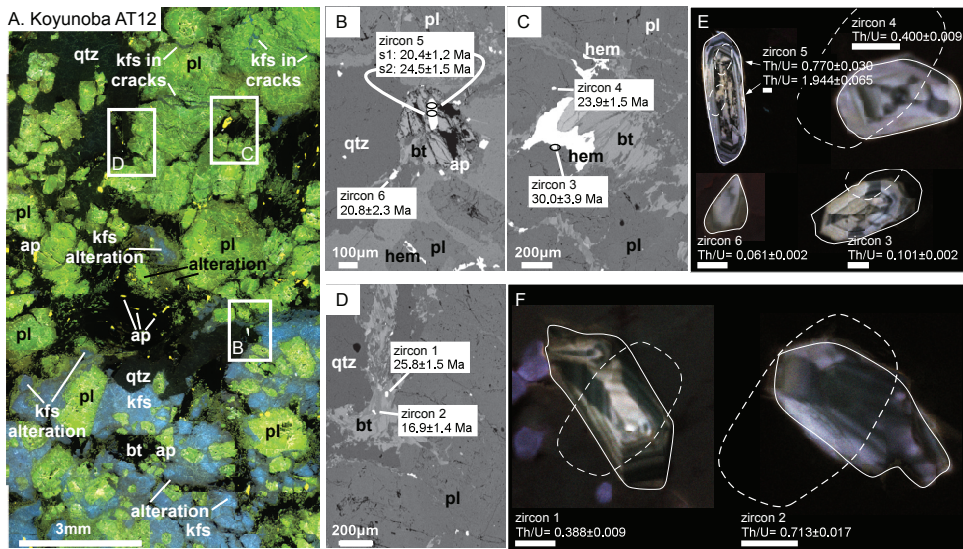 A. Koyunoba AT12
qtz
kfs in
cracks
pl
kfs in
cracks
D
C
pl
ap
kfs
alteration
pl
alteration
pl
ap
B
qtz
kfs
pl
kfs
alteration
pl
bt ap
alteration
kfs
3mm
B
pl
zircon 5
s1: 20.4±1.2 Ma
s2: 24.5±1.5 Ma
qtz
bt
ap
zircon 6
20.8±2.3 Ma
pl
hem
100µm
C
hem
pl
zircon 4
23.9±1.5 Ma
bt
hem
zircon 3
30.0±3.9 Ma
pl
200µm
D
qtz
zircon 1
25.8±1.5 Ma
zircon 2
16.9±1.4 Ma
bt
pl
200µm
E
zircon 4
Th/U= 0.400±0.009
zircon 5
Th/U= 0.770±0.030
Th/U= 1.944±0.065
zircon 6
Th/U= 0.061±0.002
zircon 3
Th/U= 0.101±0.002
F
zircon 1
Th/U= 0.388±0.009
zircon 2
Th/U= 0.713±0.017